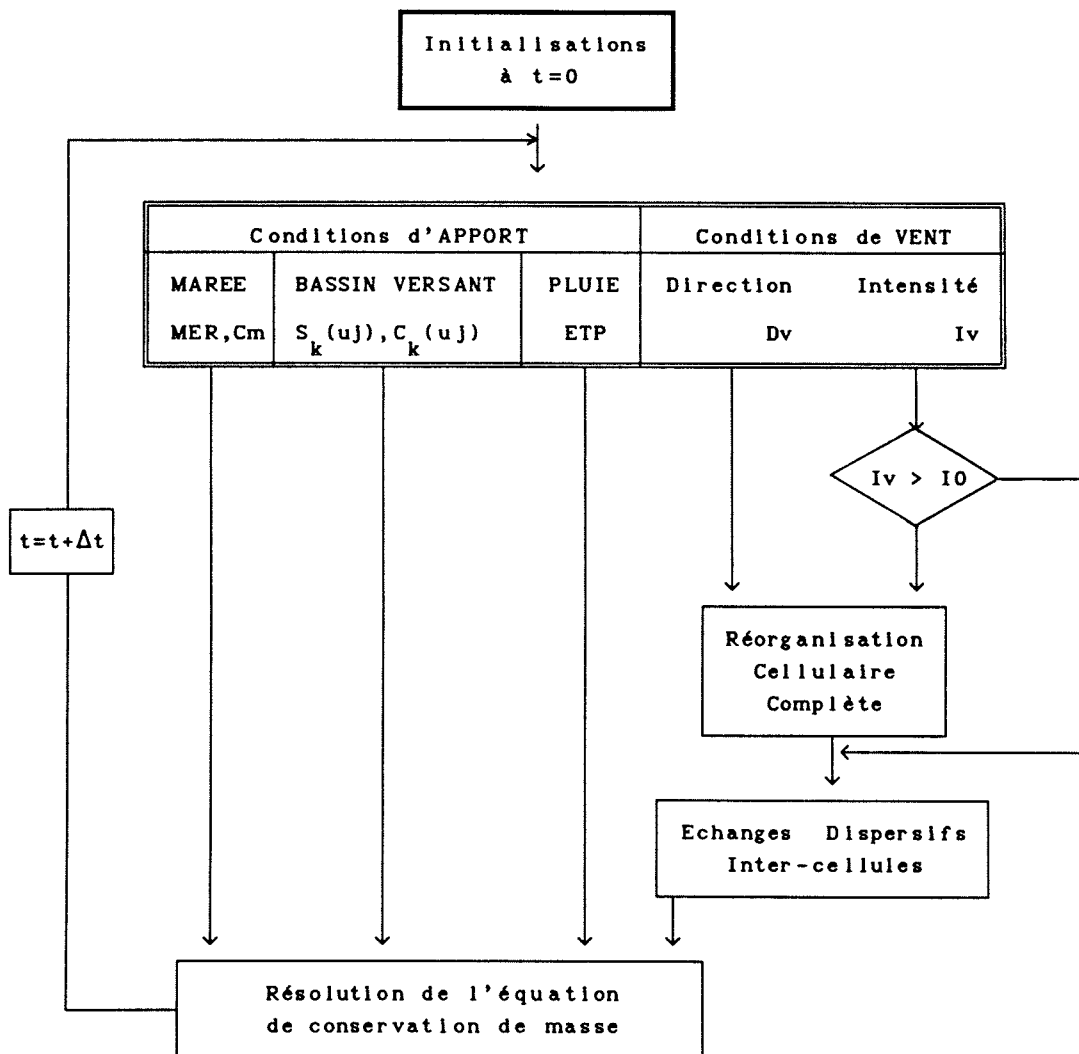 Initialisations
à t=0
Conditions d'APPORT
Conditions de VENT
MAREE
BASSIN VERSANT
PLUIE
Direction
Intensité
MER,Cm
S_k(uj),C_k(uj)
ETP
Dv
Iv
Iv > I0
t=t+Δt
Réorganisation
Cellulaire
Complète
Echanges Dispersifs
Inter-cellules
Résolution de l'équation
de conservation de masse